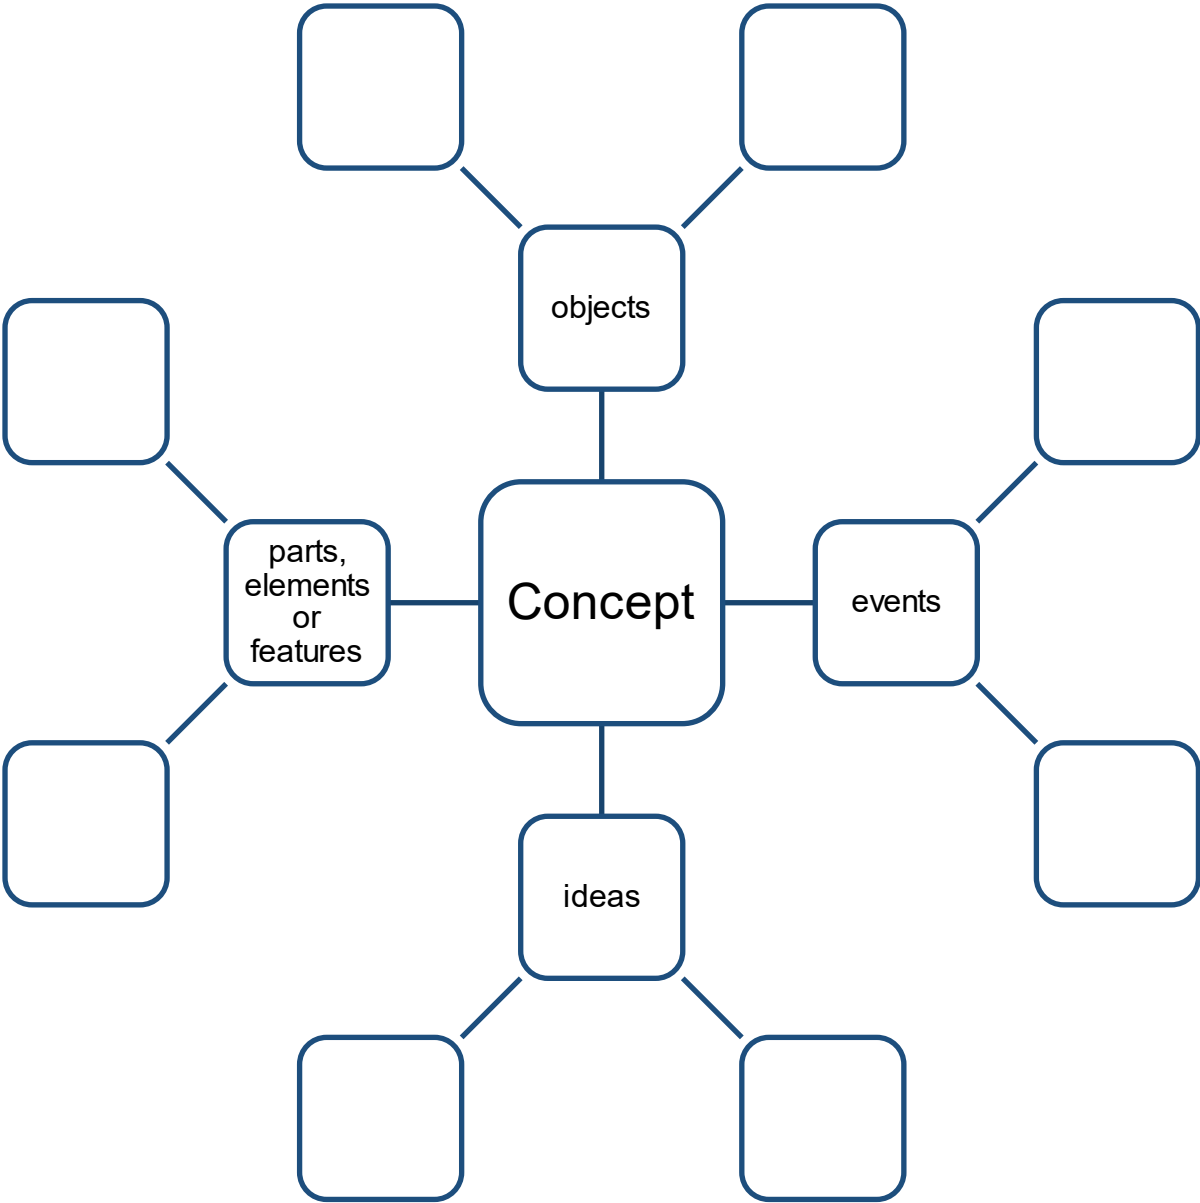 objects
parts,
elements
or
features
Concept
events
ideas